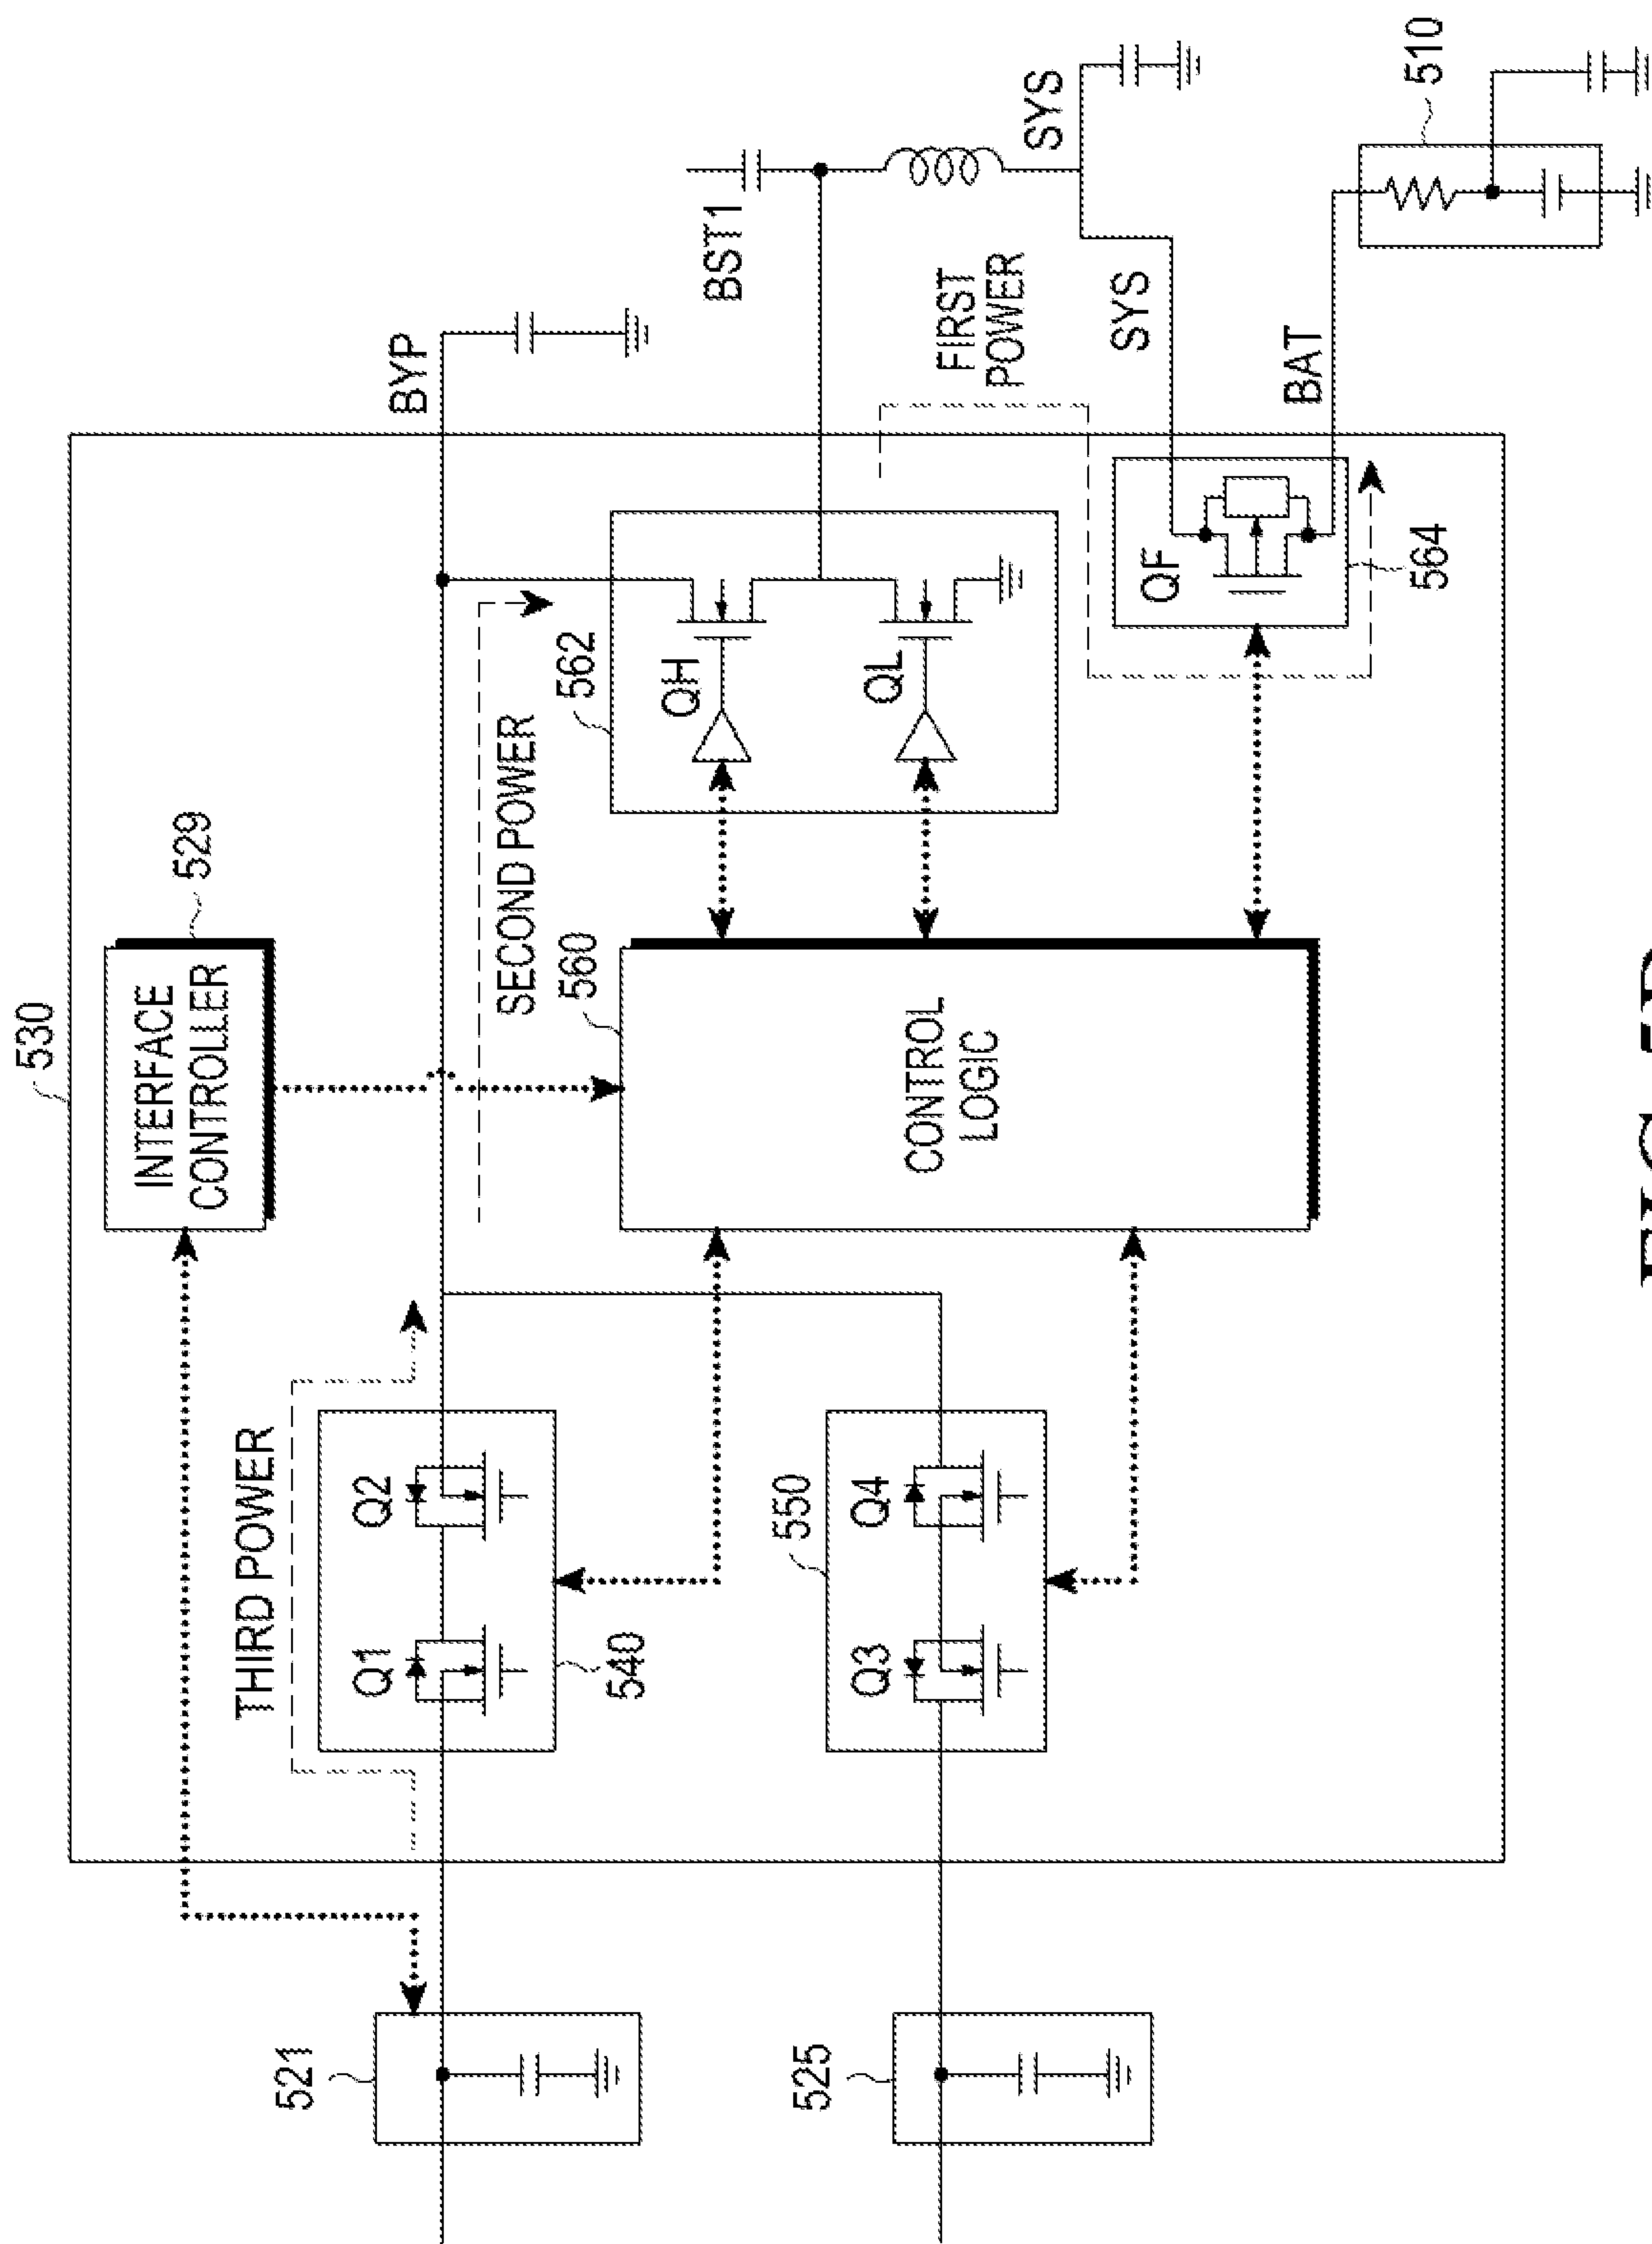 530
INTERFACE
CONTROLLER
529
THIRD POWER
521
Q1
Q2
540
SECOND POWER
BYP
BST1
562
QH
QL
FIRST
POWER
SYS
SYS
560
CONTROL
LOGIC
550
Q3
Q4
525
QF
564
BAT
510